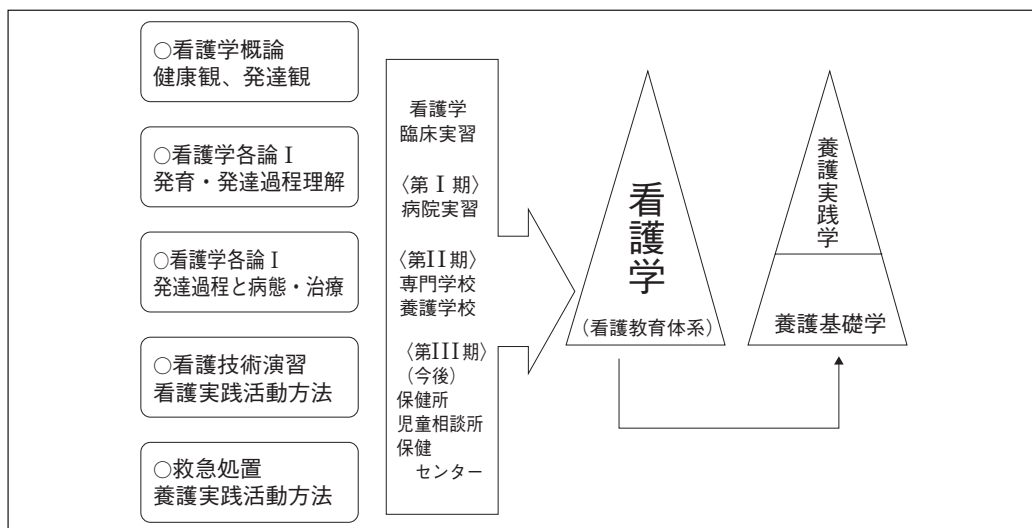 ○看護学概論
健康観、発達観
○看護学各論Ⅰ
発育・発達過程理解
○看護学各論Ⅰ
発達過程と病態・治療
○看護技術演習
看護実践活動方法
○救急処置
養護実践活動方法
看護学
臨床実習
〈第Ⅰ期〉
病院実習
〈第II期〉
専門学校
養護学校
〈第III期〉
(今後)
保健所
児童相談所
保健
センター
看護学
(看護教育体系)
養護実践学
養護基礎学